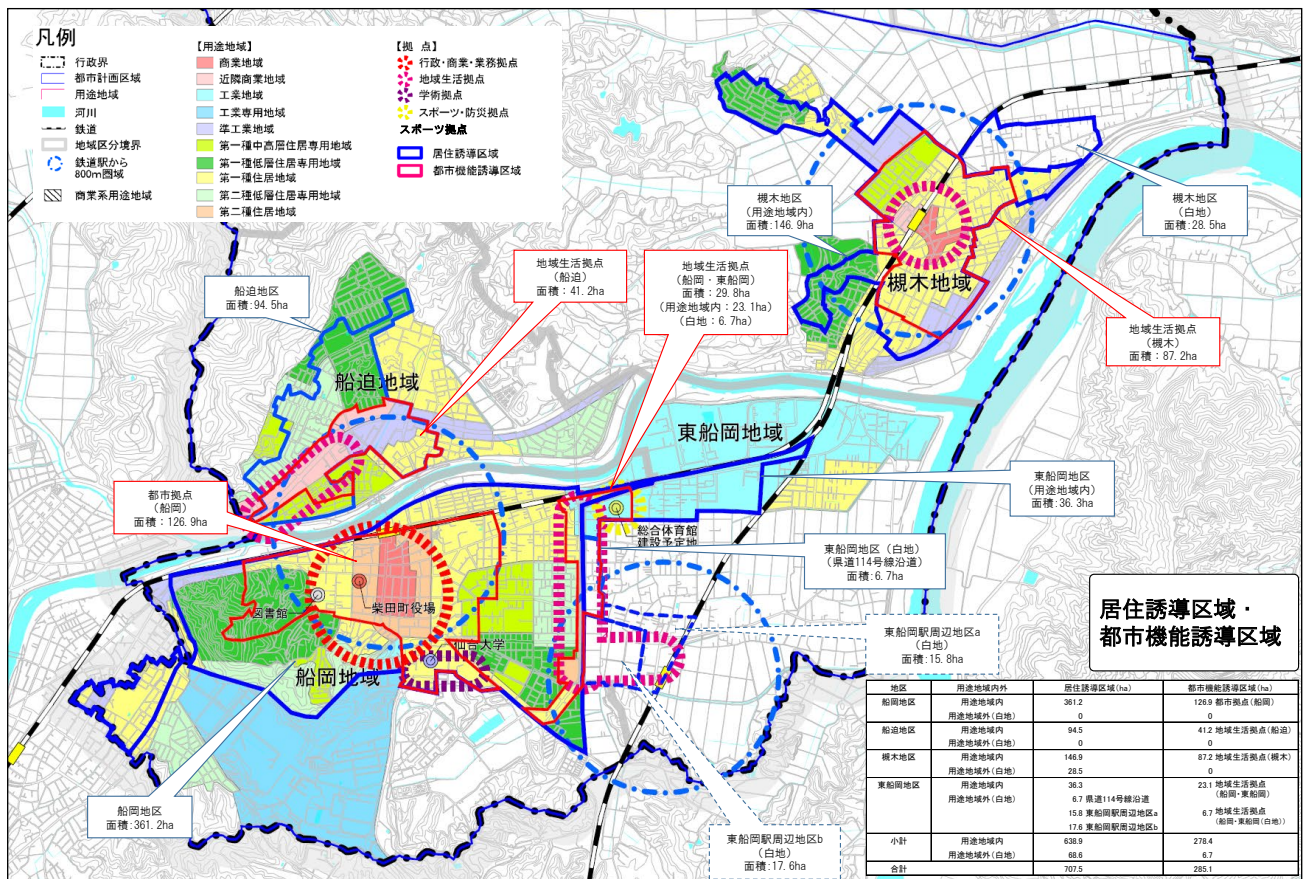 凡例
行政界
都市計画区域
用途地域
河川
鉄道
地域区分境界
鉄道駅から
800m圏域
商業系用途地域
【用途地域】
商業地域
近隣商業地域
工業地域
工業専用地域
準工業地域
第一種中高層住居専用地域
第一種低層住居専用地域
第一種住居地域
第二種低層住居専用地域
第二種住居地域
【拠 点】
行政・商業・業務拠点
地域生活拠点
学術拠点
スポーツ・防災拠点
スポーツ拠点
居住誘導区域
都市機能誘導区域
槻木地区
(用途地域内)
面積:146.9ha
槻木地区
(白地)
面積:28.5ha
船迫地区
面積:94.5ha
地域生活拠点
(船迫)
面積：41.2ha
地域生活拠点
(船岡・東船岡)
面積：29.8ha
(用途地域内：23.1ha)
(白地：6.7ha)
槻木地域
地域生活拠点
(槻木)
面積：87.2ha
船迫地域
東船岡地域
都市拠点
(船岡)
面積：126.9ha
東船岡地区
(用途地域内)
面積:36.3ha
総合体育館
建設予定地
東船岡地区（白地）
(県道114号線沿道)
面積:6.7ha
図書館
柴田町役場
仙台大学
船岡地域
東船岡駅周辺地区a
(白地)
面積:15.8ha
居住誘導区域・
都市機能誘導区域
船岡地区
面積:361.2ha
東船岡駅周辺地区b
(白地)
面積:17.6ha
地区 用途地域内外 居住誘導区域(ha) 都市機能誘導区域(ha)
船岡地区 用途地域内 361.2 126.9 都市拠点(船岡)
用途地域外(白地) 0 0
船迫地区 用途地域内 94.5 41.2 地域生活拠点(船迫)
用途地域外(白地) 0 0
槻木地区 用途地域内 146.9 87.2 地域生活拠点(槻木)
用途地域外(白地) 28.5 0
東船岡地区 用途地域内 36.3 23.1 地域生活拠点(船岡・東船岡)
用途地域外(白地) 6.7 県道114号線沿道
15.8 東船岡駅周辺地区a 6.7 地域生活拠点(船岡・東船岡(白地))
17.6 東船岡駅周辺地区b
小計 用途地域内 638.9 278.4
用途地域外(白地) 68.6 6.7
合計 707.5 285.1